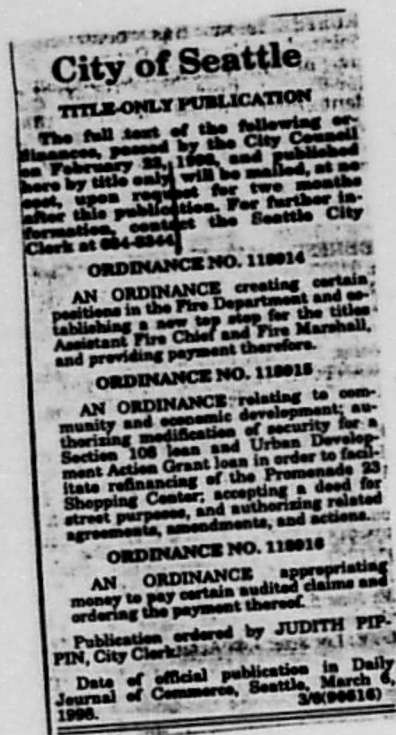 City of Seattle
TITLE-ONLY PUBLICATION
The full text of the following or-
dinances, passed by the City Council
on February and published
here by title only, will be mailed, at no
cost, upon request for two months
after this publication. For further in-
formation, contact the Seattle City
Clerk at
ORDINANCE NO. 118914
AN ORDINANCE creating certain
positions in the Fire Department and es-
tablishing a new top step for the titles
Assistant Fire Chief and Fire Marshall,
and providing payment therefore.
ORDINANCE NO. 118915
AN ORDINANCE relating to com-
munity and economic development; au-
thorizing modification of security for a
Section 108 loan and Urban Develop-
ment Action Grant loan in order to facil-
itate refinancing of the Promenade 23
Shopping Center; accepting a deed for
street purposes, and authorizing related
agreements, amendments, and actions.
ORDINANCE NO. 118916
AN ORDINANCE appropriating
money to pay certain audited claims and
ordering the payment thereof.
Publication ordered by JUDITH PIP-
PIN, City Clerk.
Date of official publication in Daily
Journal of Commerce, Seattle, March 6,
1998. 3/6(90816)